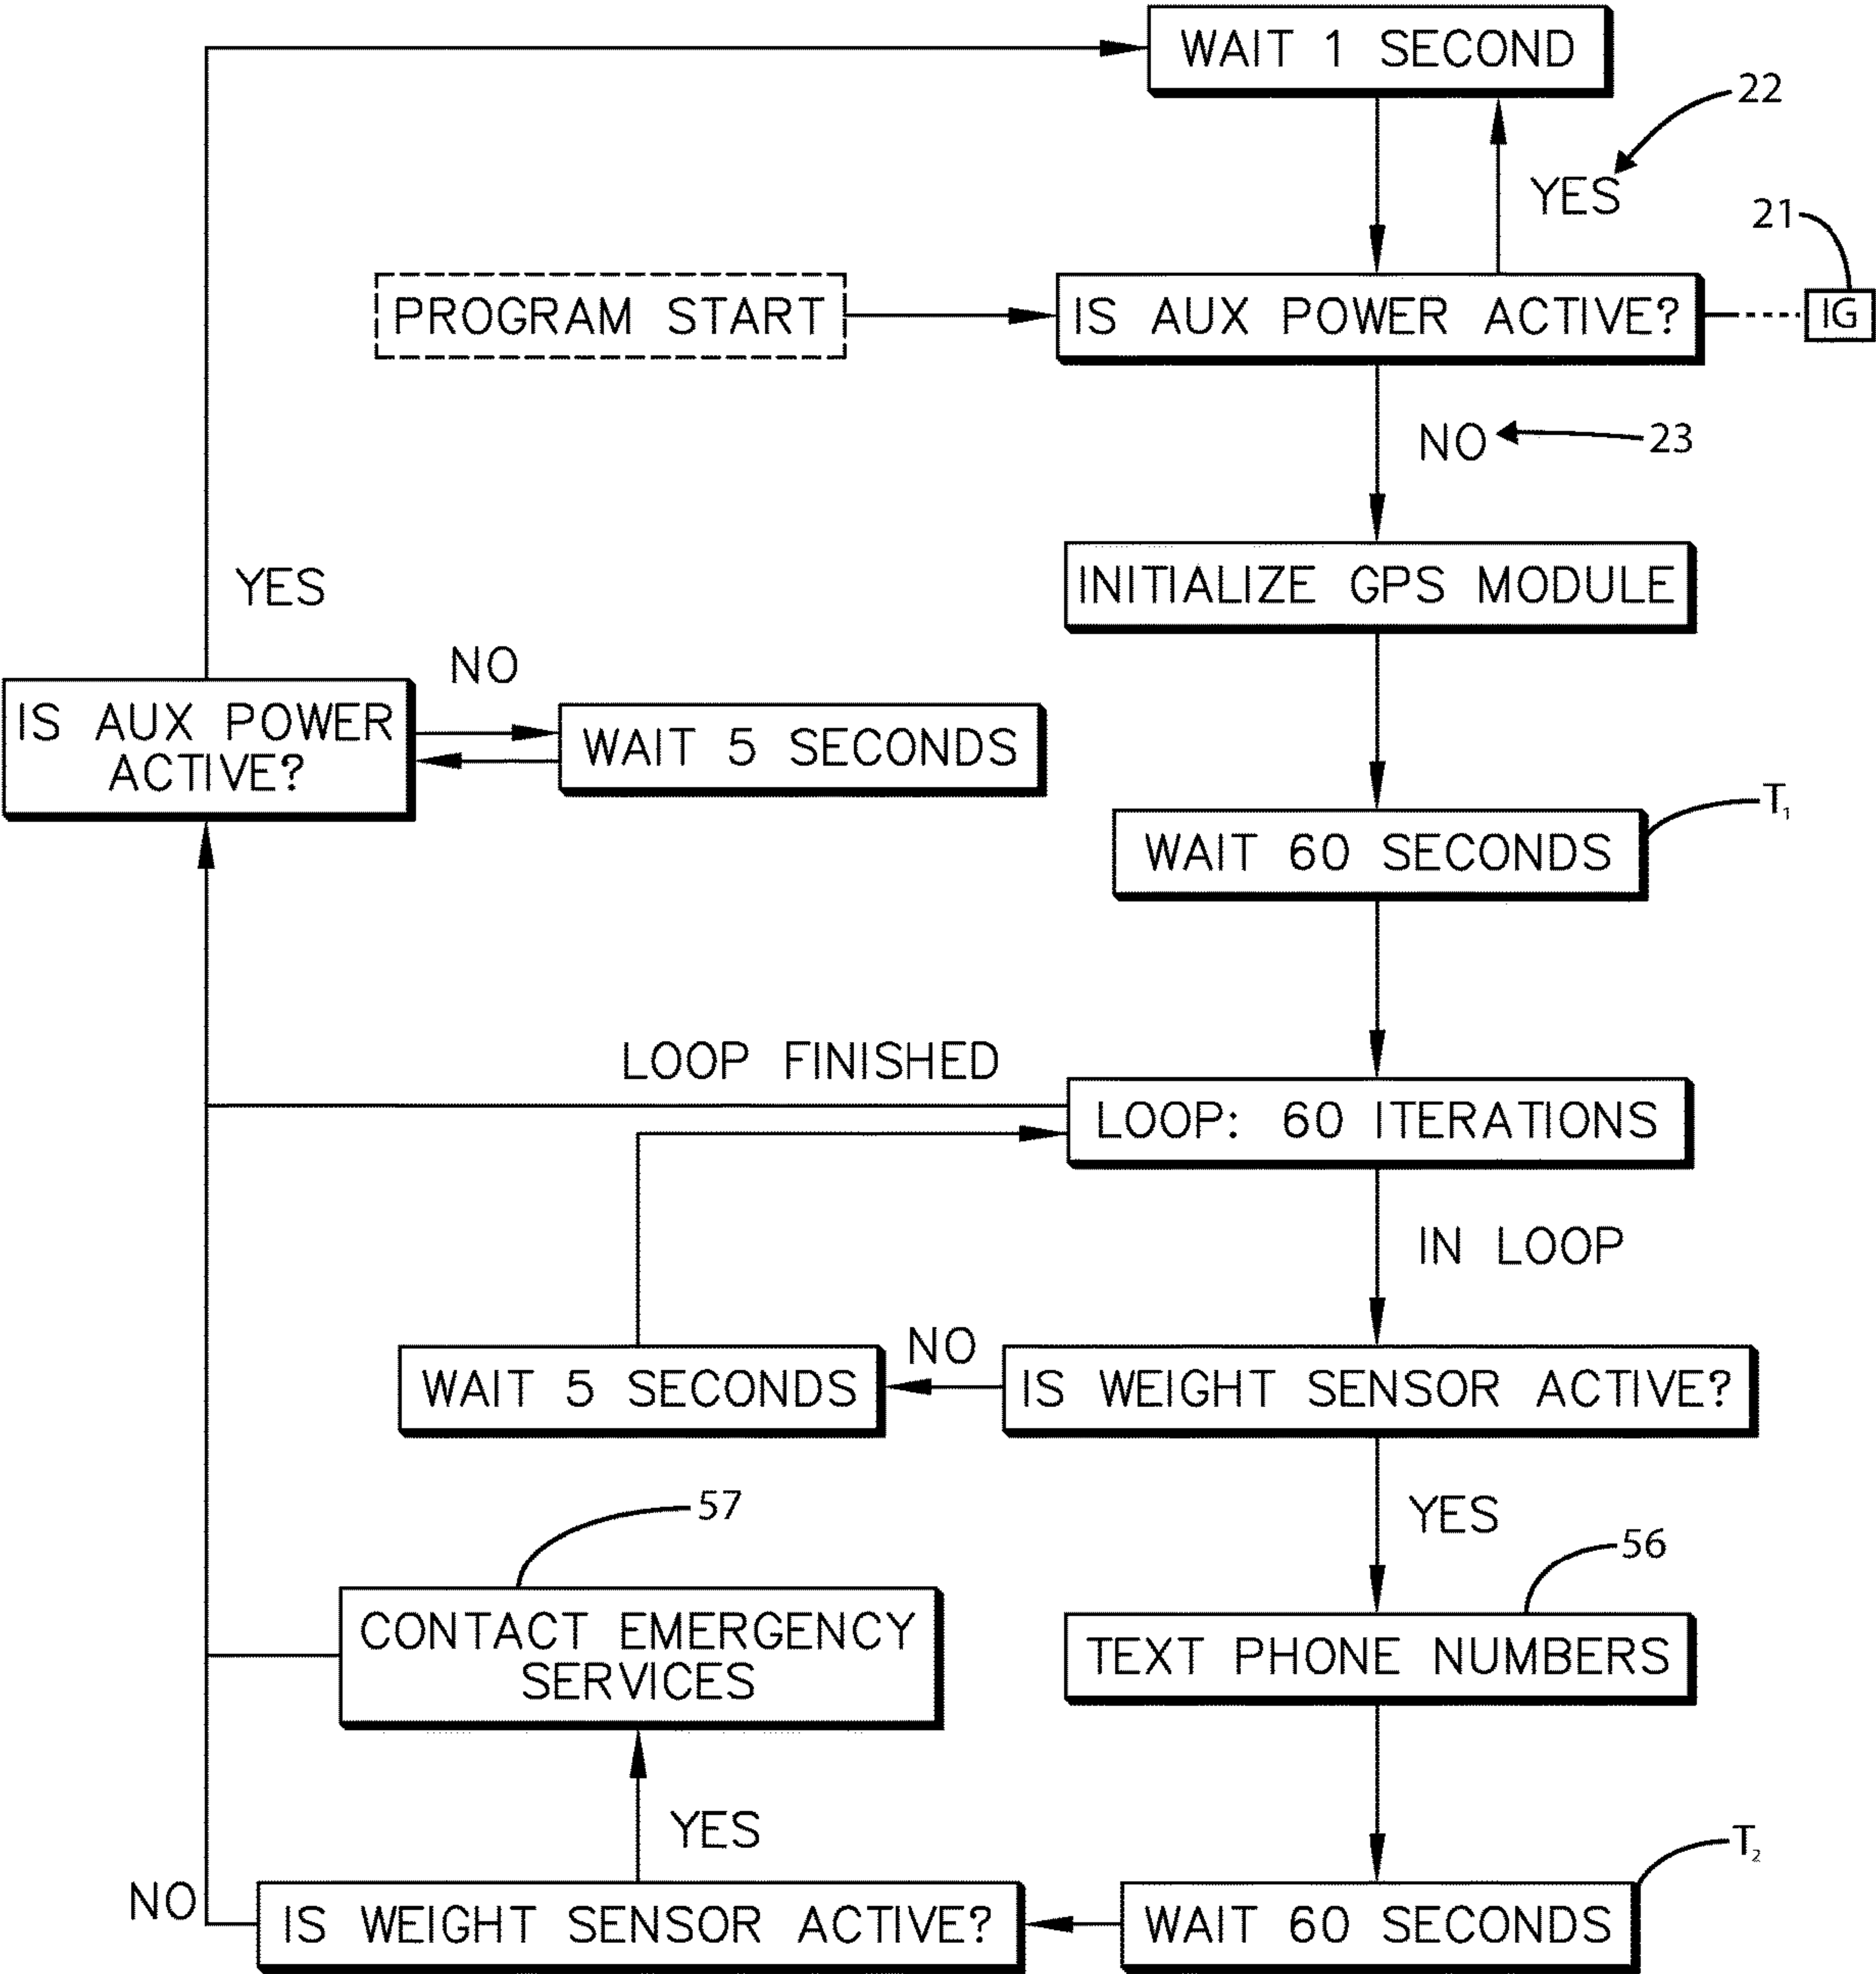 WAIT 1 SECOND
22
YES
21
PROGRAM START
IS AUX POWER ACTIVE?
IG
NO
23
INITIALIZE GPS MODULE
YES
NO
IS AUX POWER
ACTIVE?
WAIT 5 SECONDS
T₁
WAIT 60 SECONDS
LOOP FINISHED
LOOP: 60 ITERATIONS
IN LOOP
NO
WAIT 5 SECONDS
IS WEIGHT SENSOR ACTIVE?
57
YES
56
CONTACT EMERGENCY
SERVICES
TEXT PHONE NUMBERS
YES
T₂
NO
IS WEIGHT SENSOR ACTIVE?
WAIT 60 SECONDS